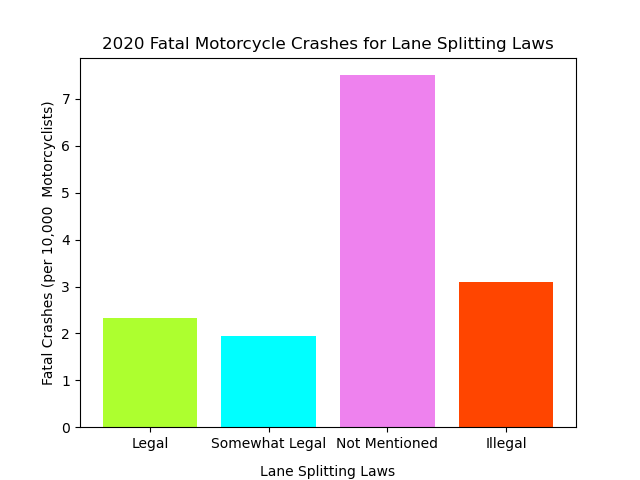 2020 Fatal Motorcycle Crashes for Lane Splitting Laws
Fatal Crashes (per 10,000  Motorcyclists)
7
6
5
4
3
2
1
0
Legal
Somewhat Legal
Not Mentioned
Illegal
Lane Splitting Laws